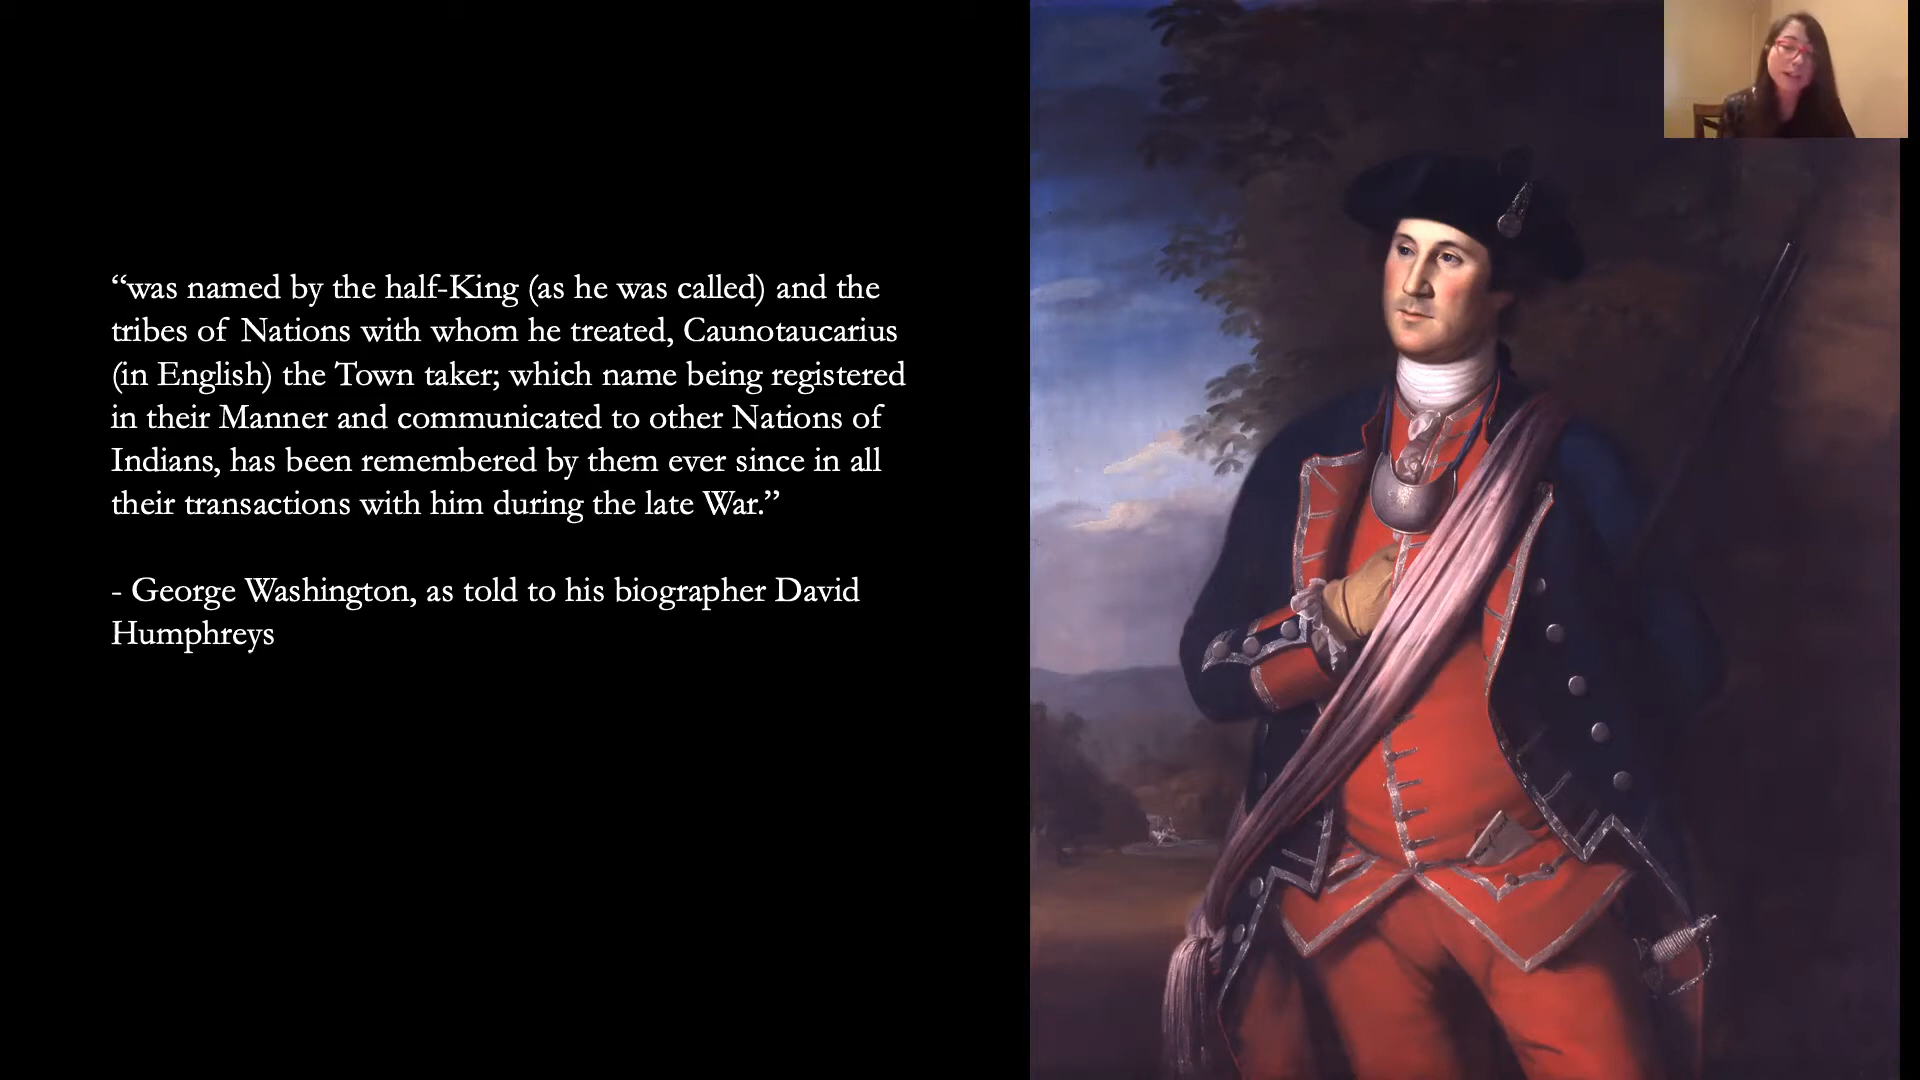 “was named by the half-King (as he was called) and the
tribes of Nations with whom he treated, Caunotaucarius
(in English) the Town taker; which name being registered
in their Manner and communicated to other Nations of
Indians, has been remembered by them ever since in all
their transactions with him during the late War.”
- George Washington, as told to his biographer David
Humphreys